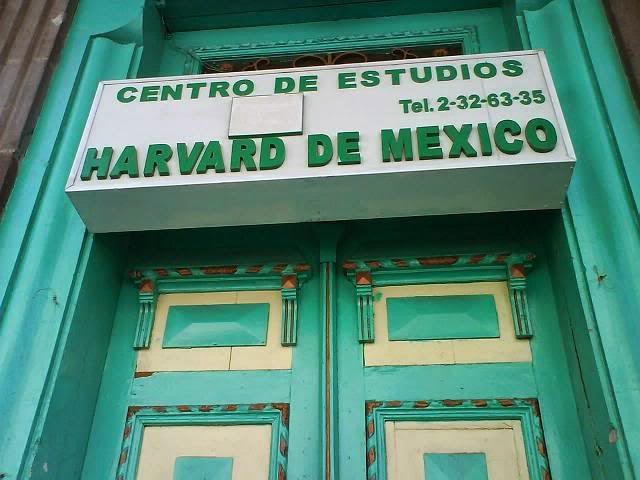 CENTRO DE ESTUDIOS
Tel. 2-32-63-35
HARVARD DE MEXICO